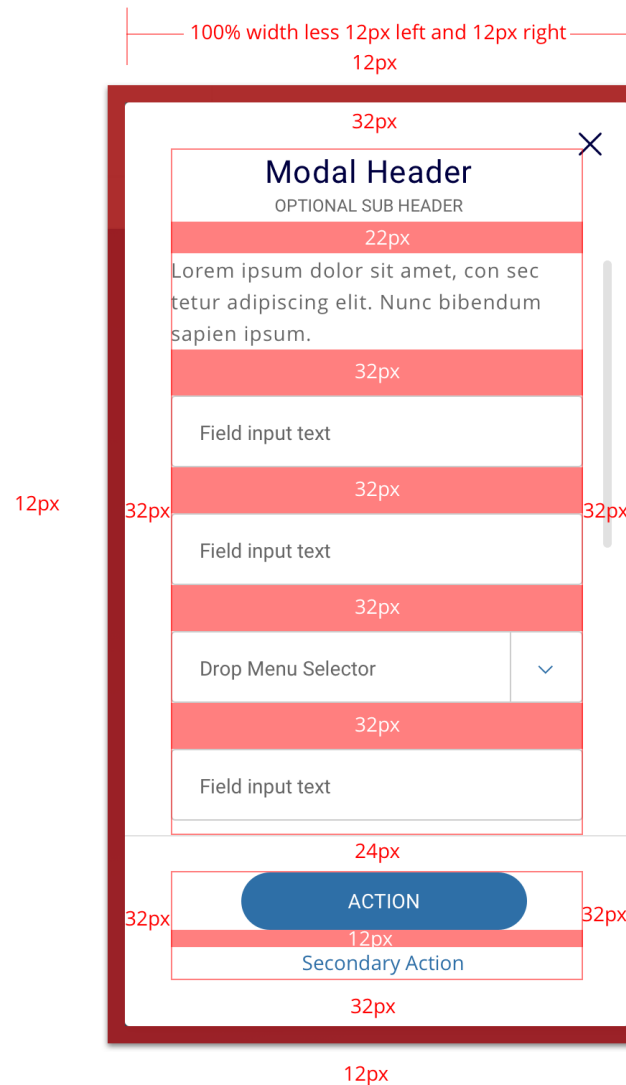 100% width less 12px left and 12px right
12px
32px
Modal Header
OPTIONAL SUB HEADER
22px
Lorem ipsum dolor sit amet, con sec
tetur adipiscing elit. Nunc bibendum
sapien ipsum.
32px
Field input text
32px
12px
32px
32px
Field input text
32px
Drop Menu Selector
32px
Field input text
24px
ACTION
32px
32px
12px
Secondary Action
32px
12px